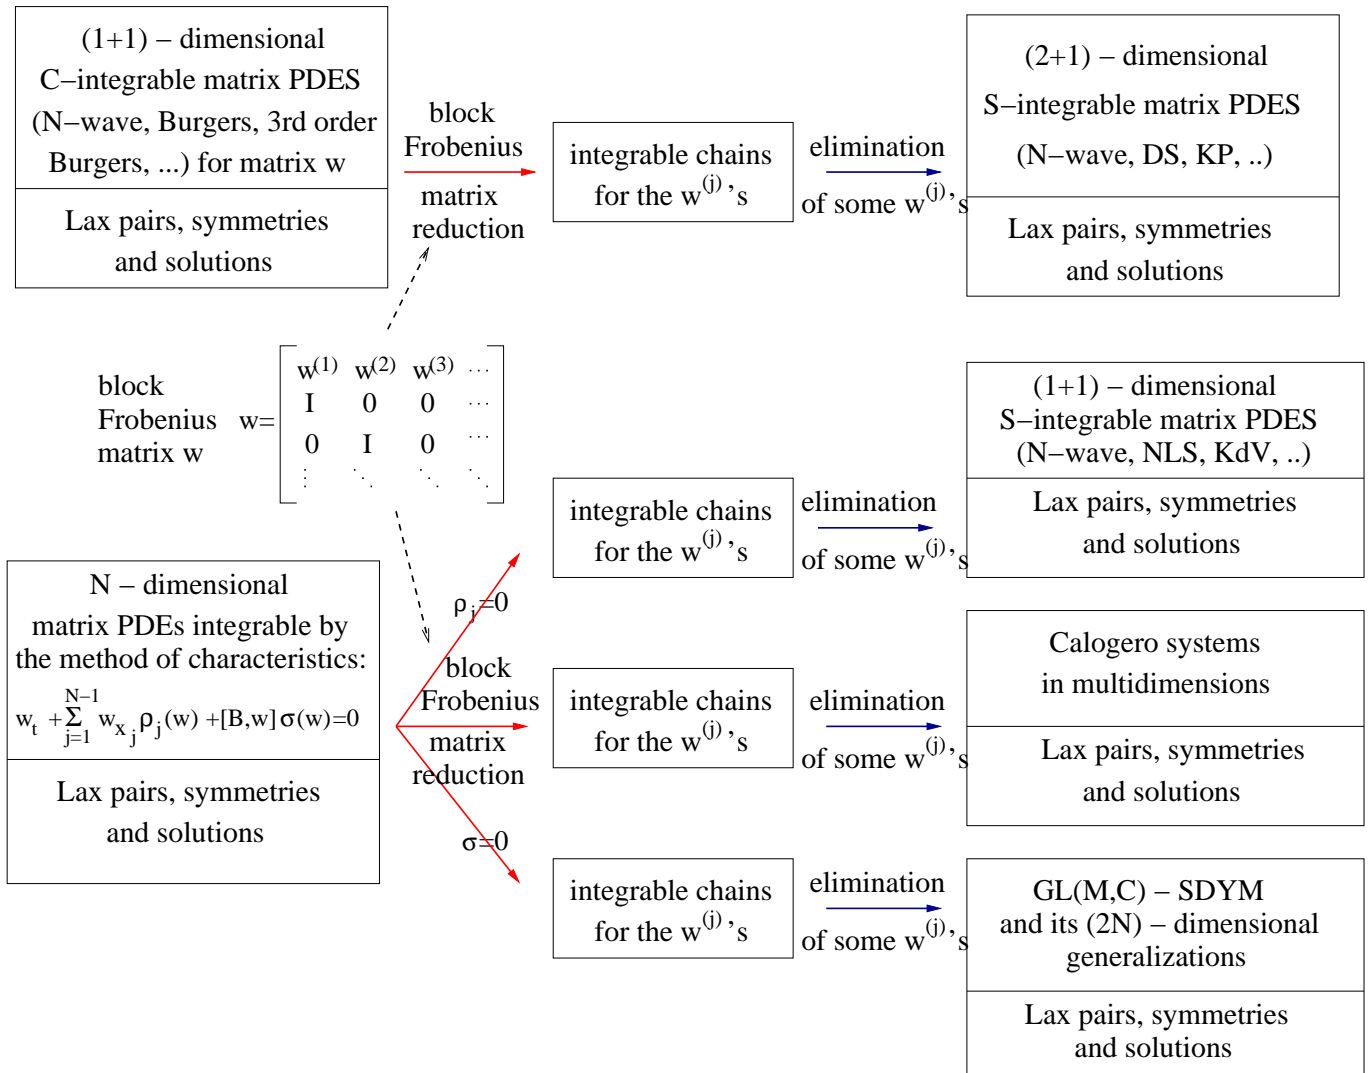 (1+1) – dimensional
C–integrable matrix PDES
(N–wave, Burgers, 3rd order
Burgers, ...) for matrix w
Lax pairs, symmetries
and solutions
block
Frobenius
matrix
reduction
integrable chains
for the w^(j)'s
elimination
of some w^(j)'s
(2+1) – dimensional
S–integrable matrix PDES
(N–wave, DS, KP, ..)
Lax pairs, symmetries
and solutions
block
Frobenius
matrix w
w=
w^(1) w^(2) w^(3) ...
I 0 0 ...
0 I 0 ...
⋮ ⋱ ⋱ ⋱
N – dimensional
matrix PDEs integrable by
the method of characteristics:
w_t + Σ_{j=1}^{N–1} w_{x_j} ρ_j(w) +[B,w] σ(w)=0
Lax pairs, symmetries
and solutions
ρ_j=0
block
Frobenius
matrix
reduction
σ=0
integrable chains
for the w^(j)'s
elimination
of some w^(j)'s
(1+1) – dimensional
S–integrable matrix PDES
(N–wave, NLS, KdV, ..)
Lax pairs, symmetries
and solutions
integrable chains
for the w^(j)'s
elimination
of some w^(j)'s
Calogero systems
in multidimensions
Lax pairs, symmetries
and solutions
integrable chains
for the w^(j)'s
elimination
of some w^(j)'s
GL(M,C) – SDYM
and its (2N) – dimensional
generalizations
Lax pairs, symmetries
and solutions